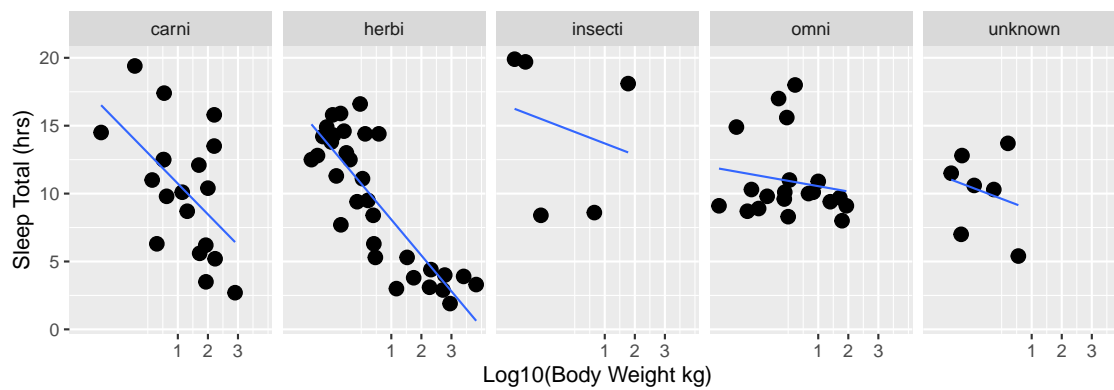 carni herbi insecti omni unknown
20
15
10
5
0
1 2 3 1 2 3 1 2 3 1 2 3 1 2 3
Log10(Body Weight kg)
Sleep Total (hrs)